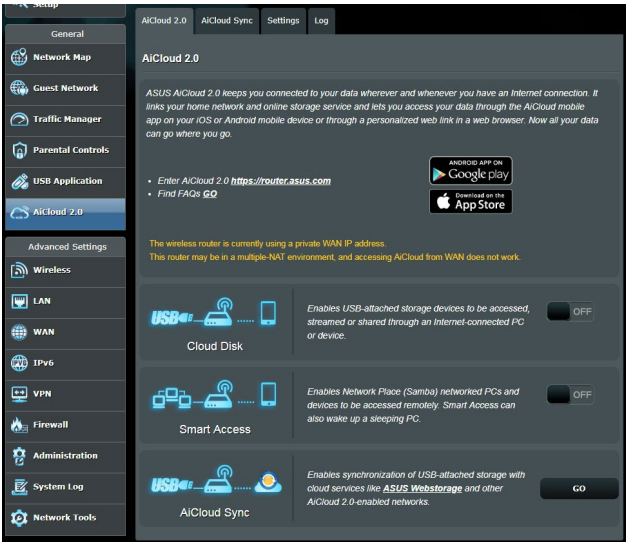 Setup
General
Network Map
Guest Network
Traffic Manager
Parental Controls
USB Application
AiCloud 2.0
Advanced Settings
Wireless
LAN
WAN
IPv6
VPN
Firewall
Administration
System Log
Network Tools
AiCloud 2.0 AiCloud Sync Settings Log
AiCloud 2.0
ASUS AiCloud 2.0 keeps you connected to your data wherever and whenever you have an Internet connection. It
links your home network and online storage service and lets you access your data through the AiCloud mobile
app on your iOS or Android mobile device or through a personalized web link in a web browser. Now all your data
can go where you go.
• Enter AiCloud 2.0 https://router.asus.com
• Find FAQs GO
ANDROID APP ON
Google play
Download on the
App Store
The wireless router is currently using a private WAN IP address.
This router may be in a multiple-NAT environment, and accessing AiCloud from WAN does not work.
USB
Cloud Disk
Enables USB-attached storage devices to be accessed,
streamed or shared through an Internet-connected PC
or device.
OFF
Smart Access
Enables Network Place (Samba) networked PCs and
devices to be accessed remotely. Smart Access can
also wake up a sleeping PC.
OFF
USB
AiCloud Sync
Enables synchronization of USB-attached storage with
cloud services like ASUS Webstorage and other
AiCloud 2.0-enabled networks.
GO